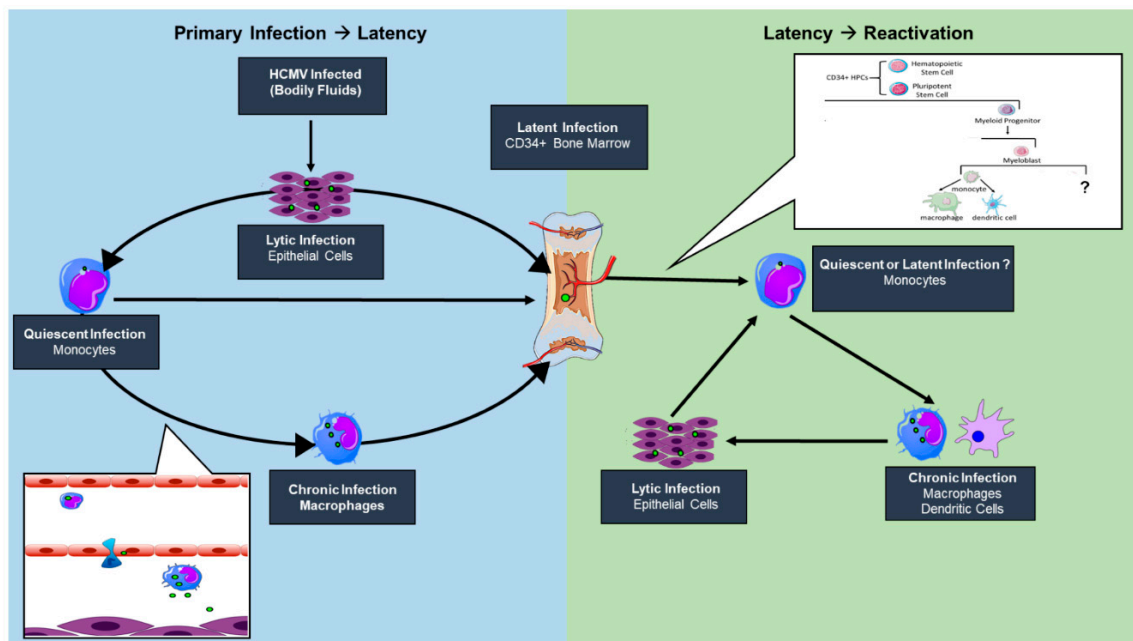 Primary Infection → Latency
HCMV Infected
(Bodily Fluids)
Lytic Infection
Epithelial Cells
Quiescent Infection
Monocytes
Chronic Infection
Macrophages
Latent Infection
CD34+ Bone Marrow
Latency → Reactivation
CD34+ HPCs
Hematopoietic
Stem Cell
Pluripotent
Stem Cell
Myeloid Progenitor
Myeloblast
monocyte
?
macrophage
dendritic cell
Quiescent or Latent Infection ?
Monocytes
Lytic Infection
Epithelial Cells
Chronic Infection
Macrophages
Dendritic Cells